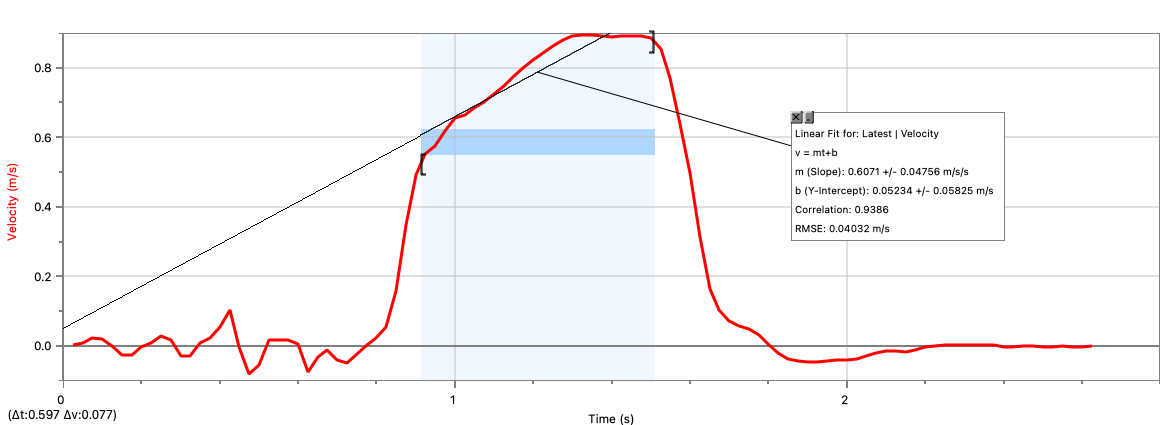 0.8
0.6
0.4
0.2
0.0
Velocity (m/s)
Linear Fit for: Latest | Velocity
v = mt+b
m (Slope): 0.6071 +/- 0.04756 m/s/s
b (Y-Intercept): 0.05234 +/- 0.05825 m/s
Correlation: 0.9386
RMSE: 0.04032 m/s
0 1 2
(Δt:0.597 Δv:0.077)
Time (s)